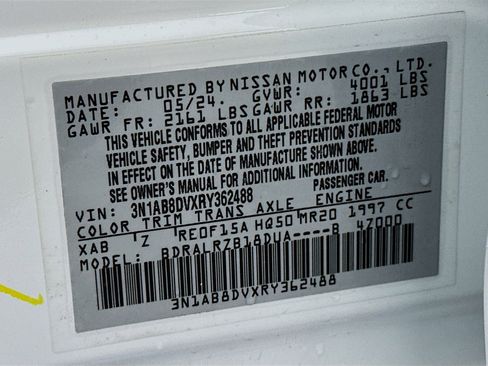 MANUFACTURED BY NISSAN MOTOR CO., LTD.
DATE: 05/24. GVWR: 4001 LBS
GAWR FR: 2161 LBS GAWR RR: 1863 LBS
THIS VEHICLE CONFORMS TO ALL APPLICABLE FEDERAL MOTOR
VEHICLE SAFETY, BUMPER AND THEFT PREVENTION STANDARDS
IN EFFECT ON THE DATE OF MANUFACTURE SHOWN ABOVE.
SEE OWNER'S MANUAL FOR ADDITIONAL INFORMATION.
VIN: 3N1AB8DVXRY362488 PASSENGER CAR.
COLOR TRIM TRANS AXLE ENGINE
XAB Z RE0F15A HQ50 MR20 1997 CC
MODEL: BDRALRZB18DUA----B 47000
3N1AB8DVXRY362488